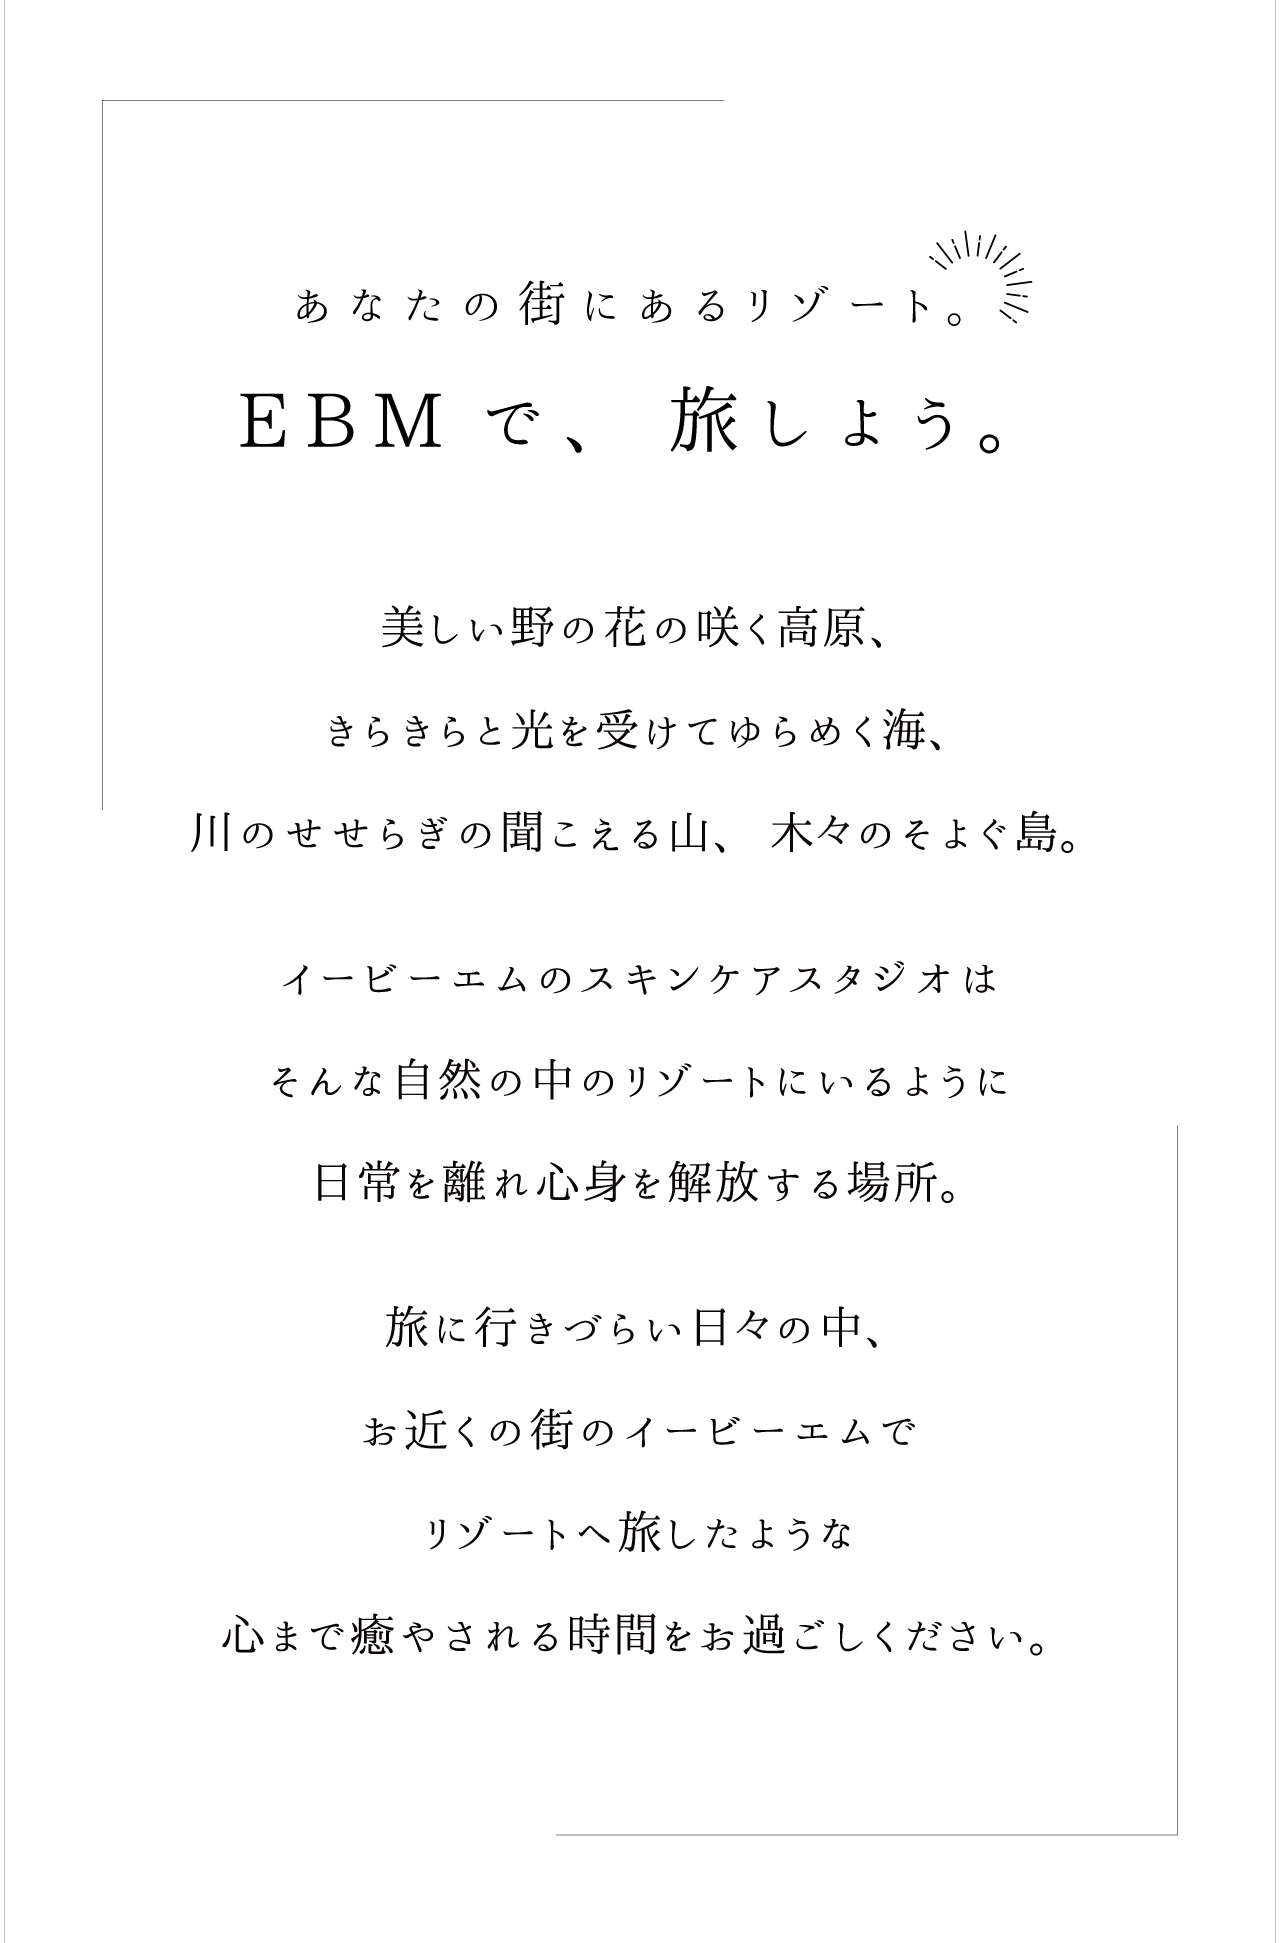 あなたの街にあるリゾート。
EBMで、旅しよう。
美しい野の花の咲く高原、
きらきらと光を受けてゆらめく海、
川のせせらぎの聞こえる山、木々のそよぐ島。
イービーエムのスキンケアスタジオは
そんな自然の中のリゾートにいるように
日常を離れ心身を解放する場所。
旅に行きづらい日々の中、
お近くの街のイービーエムで
リゾートへ旅したような
心まで癒やされる時間をお過ごしください。